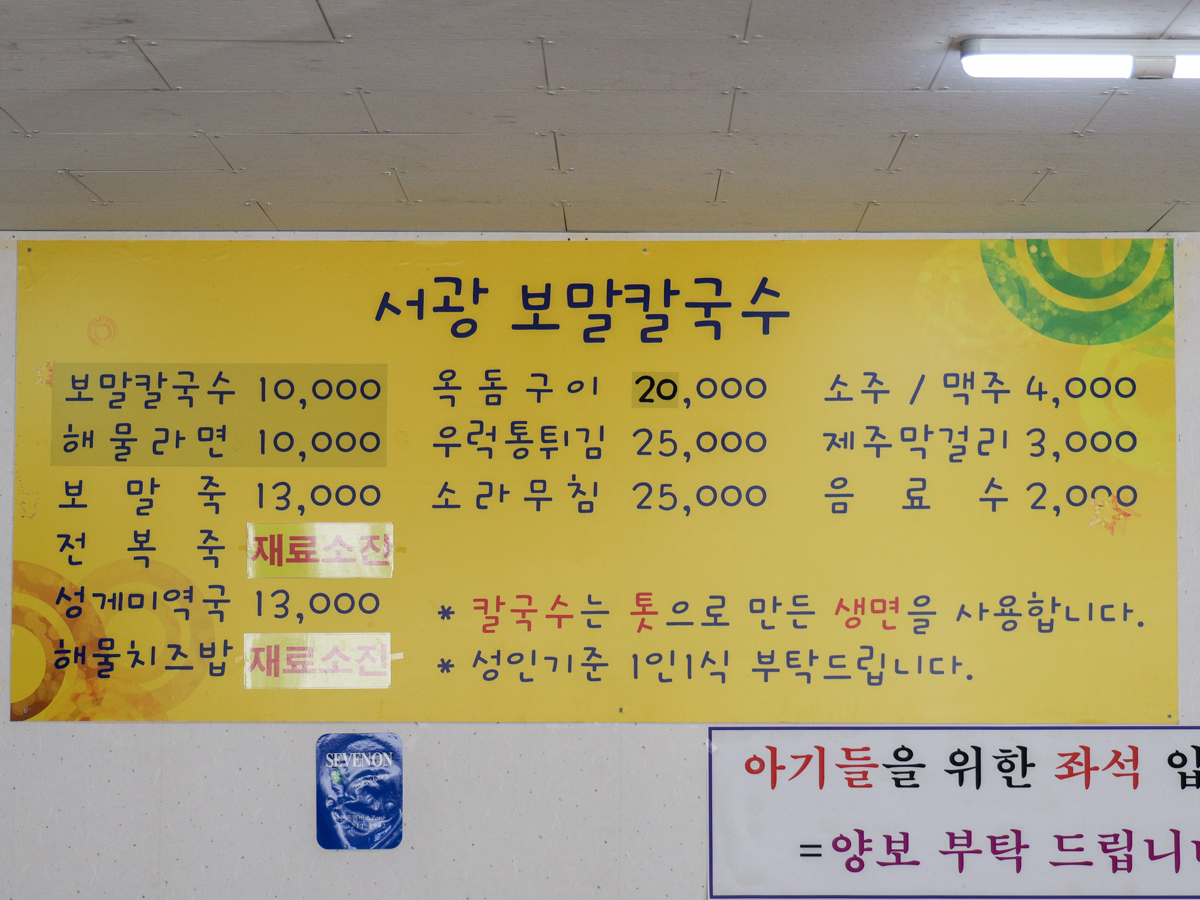 서광 보말칼국수
보말칼국수 10,000
해물라면 10,000
보말죽 13,000
전복죽 재료소진
성게미역국 13,000
해물치즈밥 재료소진
옥돔구이 20,000
우럭통튀김 25,000
소라무침 25,000
소주 / 맥주 4,000
제주막걸리 3,000
음료수 2,000
* 칼국수는 톳으로 만든 생면을 사용합니다.
* 성인기준 1인1식 부탁드립니다.
SEVENON
아기들을 위한 좌석
=양보 부탁 드립니